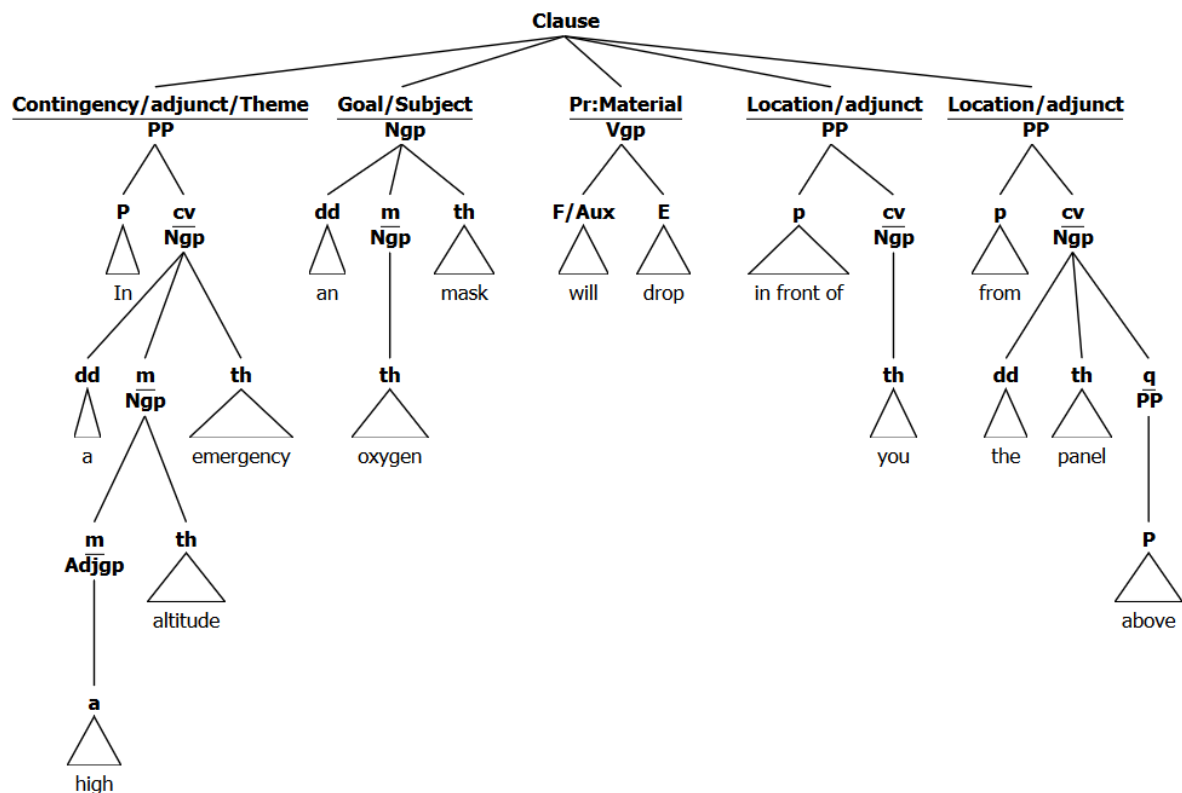 Clause
Contingency/adjunct/Theme Goal/Subject Pr:Material Location/adjunct Location/adjunct
PP Ngp Vgp PP PP
P cv dd m th F/Aux E p cv p cv
Ngp Ngp Ngp Ngp
In an mask will drop in front of from
dd m th th th dd th q
Ngp PP
a emergency oxygen you the panel
m th P
Adjgp
altitude above
a
high